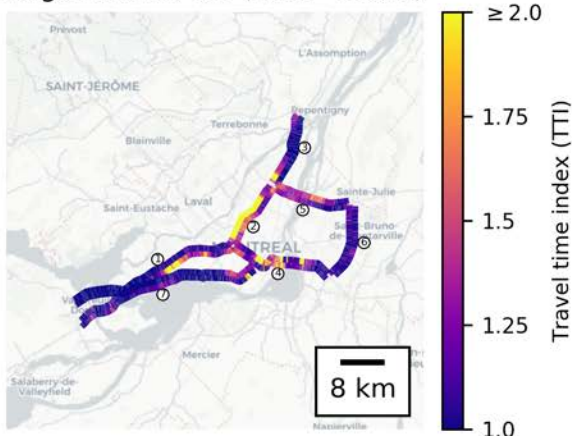 ≥ 2.0
Prévost
L'Assomption
SAINT-JÉRÔME
Repentigny
Terrebonne
1.75
3
Blainville
Sainte-Julie
Laval
Saint-Eustache
5
2
1.5
6
1
4
7
Travel time index (TTI)
1.25
Mercier
8 km
Salaberry-de-
Valleyfield
Napierville
1.0